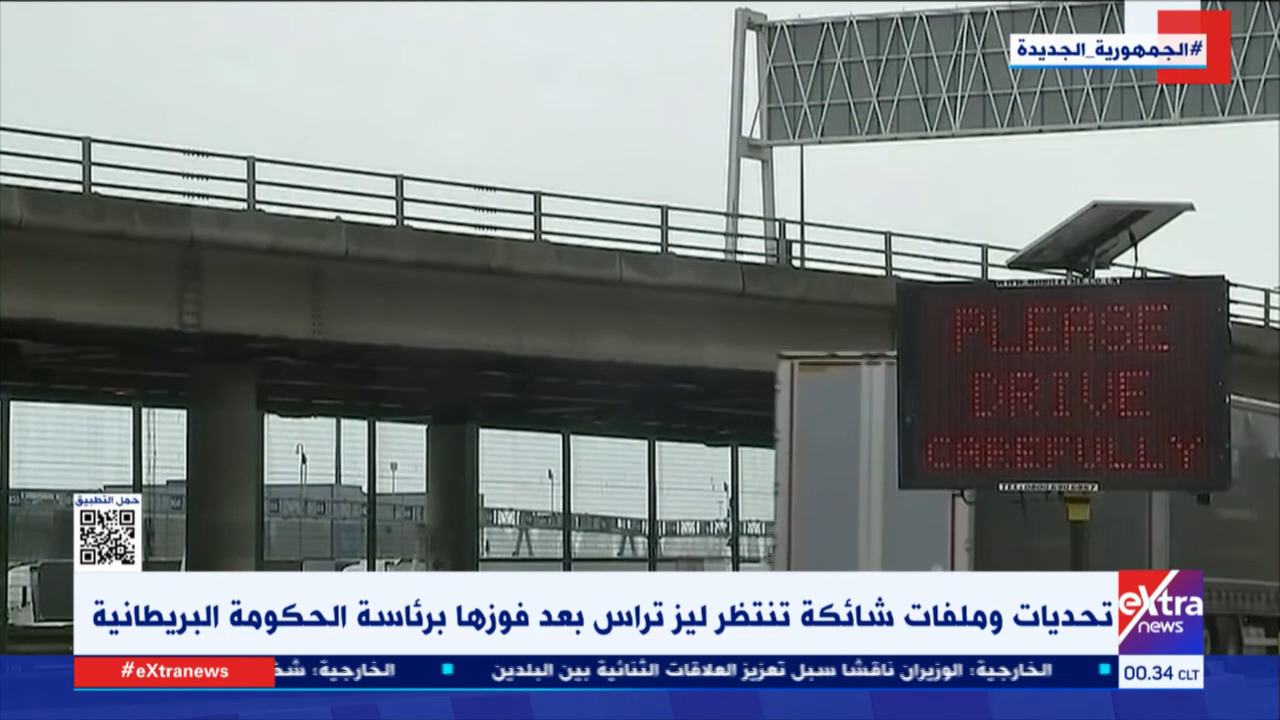 #الجمهورية_الجديدة
PLEASE
DRIVE
CAREFULLY
حمل التطبيق
تحديات وملفات شائكة تنتظر ليز تراس بعد فوزها برئاسة الحكومة البريطانية
eXtra
news
الخارجية: الوزيران ناقشا سبل تعزيز العلاقات الثنائية بين البلدين
الخارجية:
#eXtranews
00.34 CLT